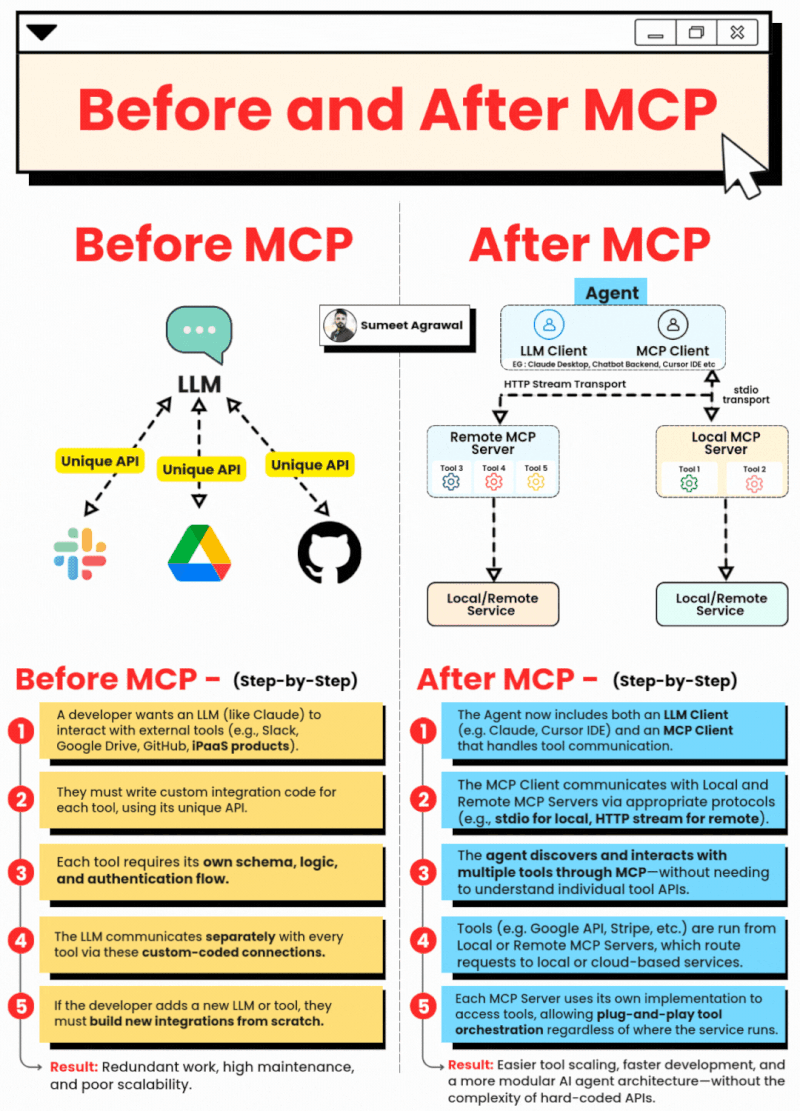 Before and After MCP
Before MCP
LLM
Unique API
Unique API
Unique API
Sumeet Agrawal
After MCP
Agent
LLM Client
MCP Client
EG : Claude Desktop, Chatbot Backend, Cursor IDE etc
HTTP Stream Transport
stdio
transport
Remote MCP
Server
Tool 3
Tool 4
Tool 5
Local MCP
Server
Tool 1
Tool 2
Local/Remote
Service
Local/Remote
Service
Before MCP - (Step-by-Step)
1
A developer wants an LLM (like Claude) to
interact with external tools (e.g., Slack,
Google Drive, GitHub, iPaaS products).
2
They must write custom integration code for
each tool, using its unique API.
3
Each tool requires its own schema, logic,
and authentication flow.
4
The LLM communicates separately with every
tool via these custom-coded connections.
5
If the developer adds a new LLM or tool, they
must build new integrations from scratch.
Result: Redundant work, high maintenance,
and poor scalability.
After MCP - (Step-by-Step)
1
The Agent now includes both an LLM Client
(e.g. Claude, Cursor IDE) and an MCP Client
that handles tool communication.
2
The MCP Client communicates with Local and
Remote MCP Servers via appropriate protocols
(e.g., stdio for local, HTTP stream for remote).
3
The agent discovers and interacts with
multiple tools through MCP—without needing
to understand individual tool APIs.
4
Tools (e.g. Google API, Stripe, etc.) are run from
Local or Remote MCP Servers, which route
requests to local or cloud-based services.
5
Each MCP Server uses its own implementation to
access tools, allowing plug-and-play tool
orchestration regardless of where the service runs.
Result: Easier tool scaling, faster development, and
a more modular AI agent architecture—without the
complexity of hard-coded APIs.